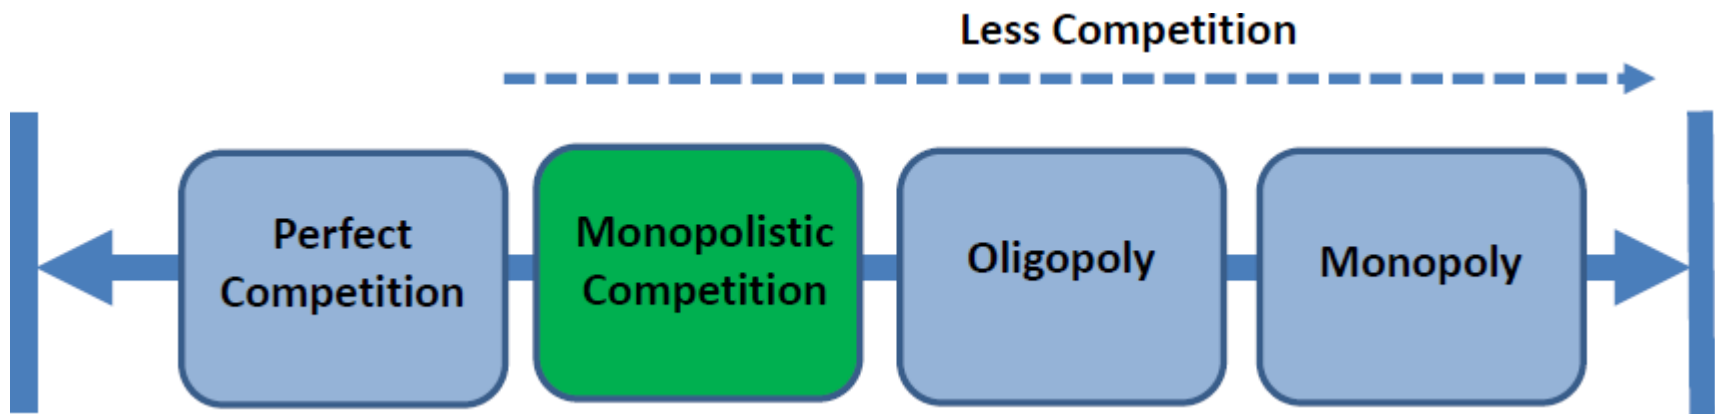 Less Competition
Perfect
Competition
Monopolistic
Competition
Oligopoly
Monopoly